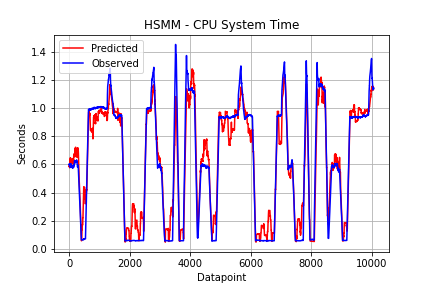 HSMM - CPU System Time
Predicted
Observed
1.4
1.2
1.0
0.8
0.6
0.4
0.2
0.0
Seconds
0 2000 4000 6000 8000 10000
Datapoint